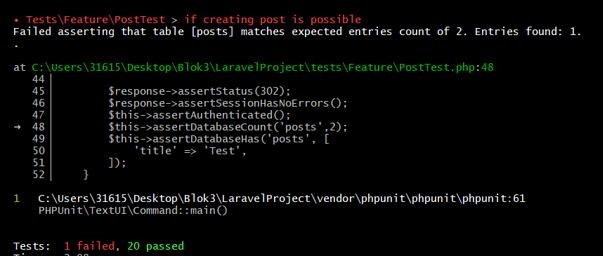 • Tests\Feature\PostTest > if creating post is possible
Failed asserting that table [posts] matches expected entries count of 2. Entries found: 1.
.
at C:\Users\31615\Desktop\Blok3\LaravelProject\tests\Feature\PostTest.php:48
44|
45|         $response->assertStatus(302);
46|         $response->assertSessionHasNoErrors();
47|         $this->assertAuthenticated();
→ 48|         $this->assertDatabaseCount('posts',2);
49|         $this->assertDatabaseHas('posts', [
50|             'title' => 'Test',
51|         ]);
52|     }
1   C:\Users\31615\Desktop\Blok3\LaravelProject\vendor\phpunit\phpunit\phpunit:61
PHPUnit\TextUI\Command::main()
Tests:  1 failed, 20 passed